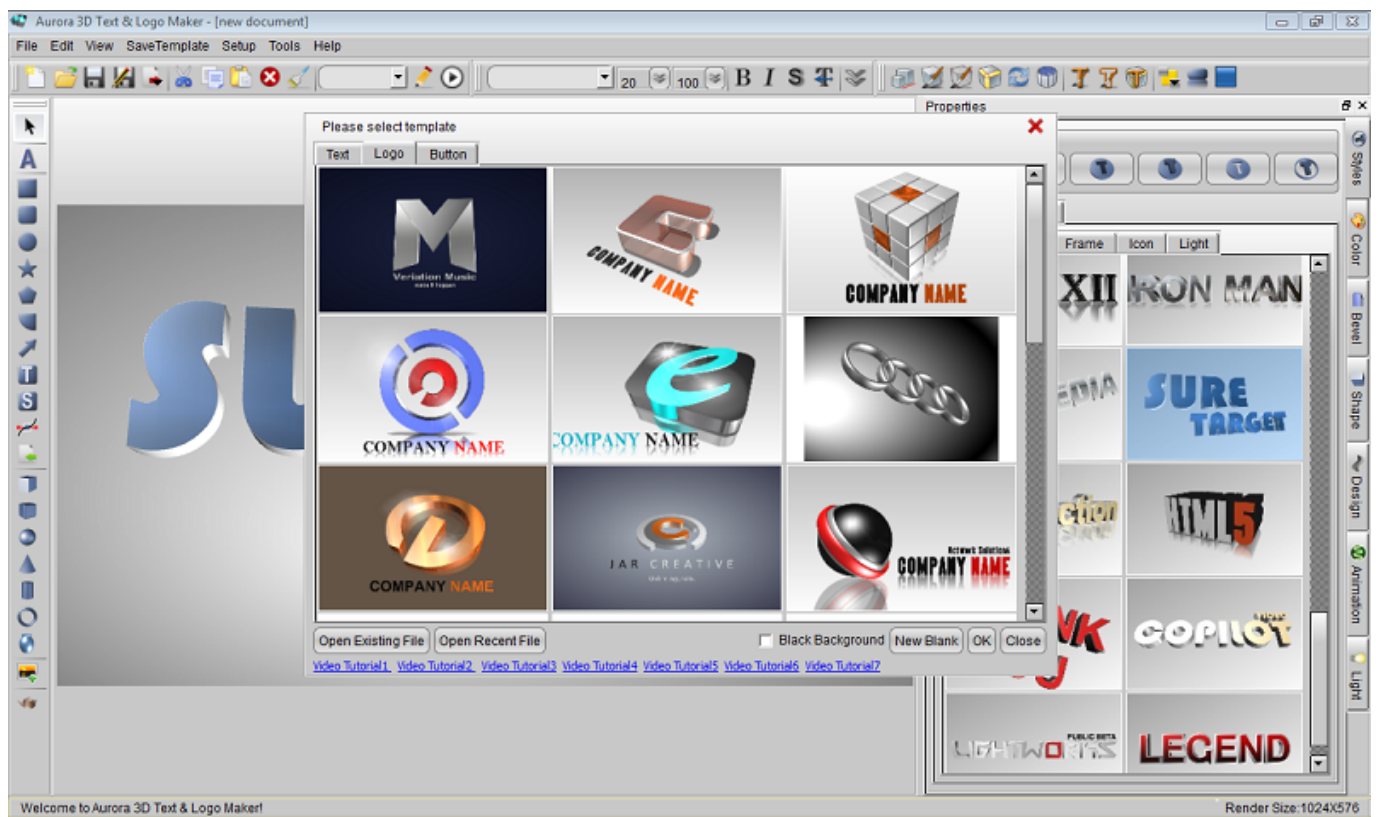 Aurora 3D Text & Logo Maker - [new document]
File Edit View SaveTemplate Setup Tools Help
20 100 B I S T
Properties
Please select template
Text Logo Button
Styles
Color
Bevel
Shape
Design
Animation
Light
Frame Icon Light
M
Veriation Music
COMPANY NAME
COMPANY NAME
XII
IRON MAN
COMPANY NAME
e
COMPANY NAME
SU
EDIA
SURE
TARGET
COMPANY NAME
JAR CREATIVE
Network Solutions
COMPANY NAME
ction
HTML5
Open Existing File Open Recent File Black Background New Blank OK Close
Video Tutorial1 Video Tutorial2 Video Tutorial3 Video Tutorial4 Video Tutorial5 Video Tutorial6 Video Tutorial7
NK
COPILOT
LIGHTWORKS
PUBLIC BETA
LEGEND
Welcome to Aurora 3D Text & Logo Maker!
Render Size:1024X576